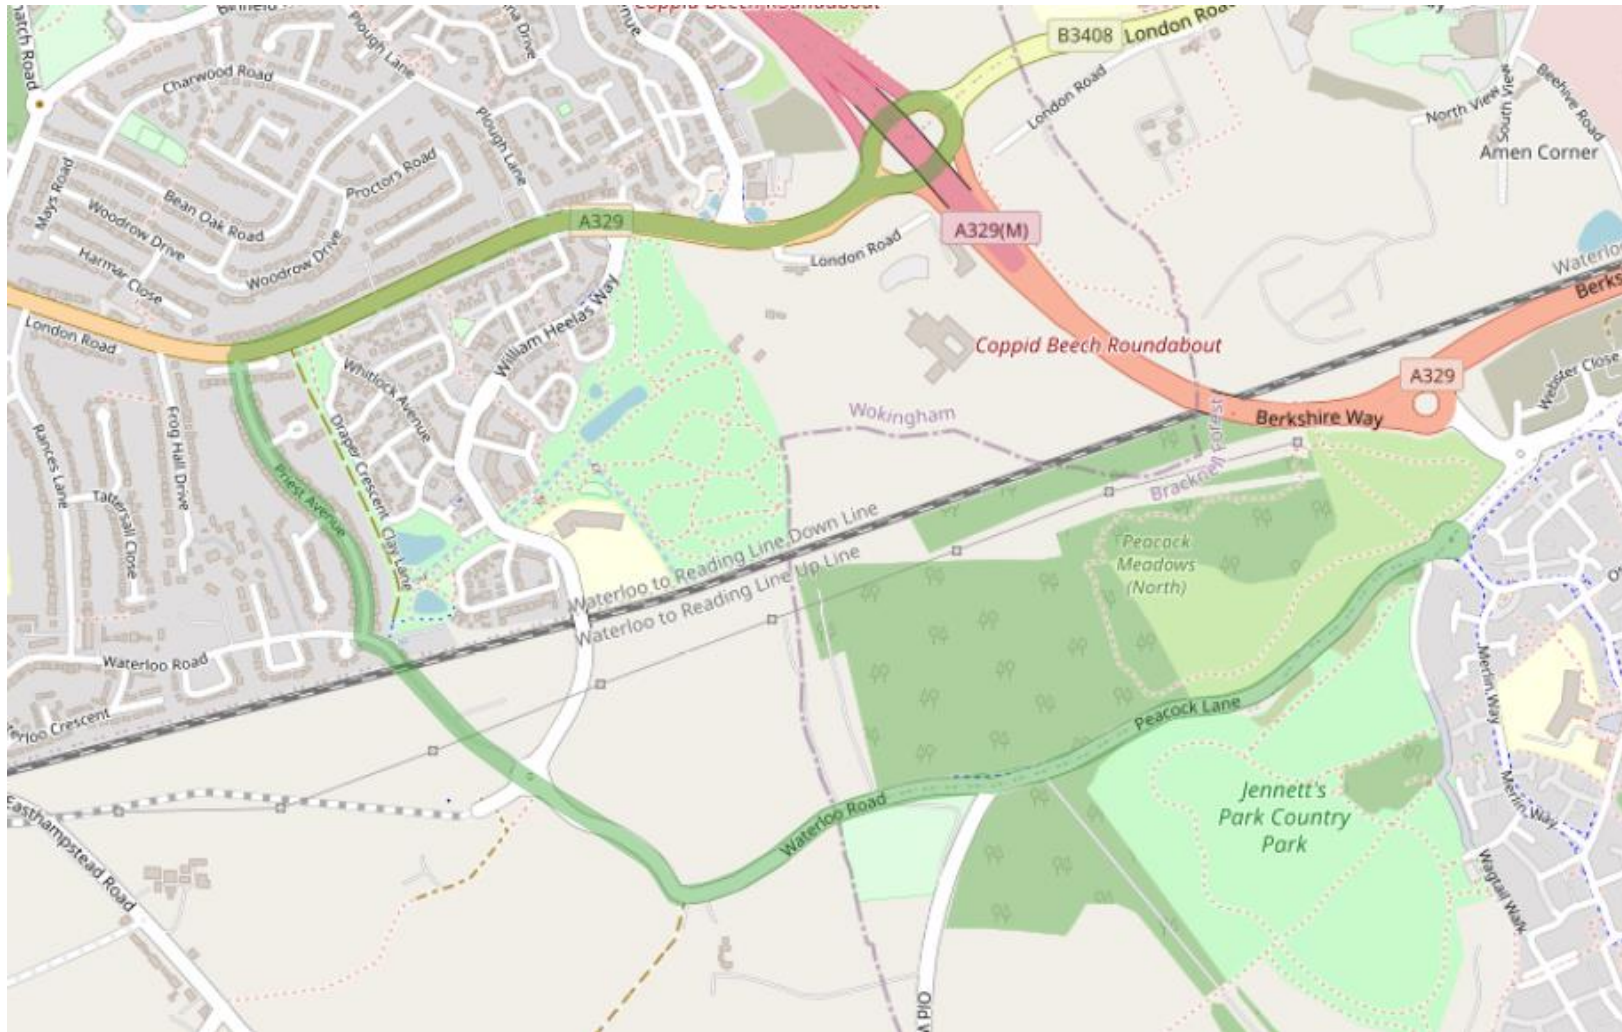 Coppid Beech Roundabout
Plough Lane
B3408
London Road
Charwood Road
London Road
North View
South View
Beehive Road
Amen Corner
Plough Lane
Proctors Road
Mays Road
Bean Oak Road
Woodrow Drive
Woodrow Drive
Harmar Close
A329
A329(M)
London Road
London Road
William Heelas Way
Coppid Beech Roundabout
A329
Webster Close
Whitlock Avenue
Wokingham
Berkshire Way
Bracknell Forest
Rances Lane
Frog Hall Drive
Tattersall Close
Priest Avenue
Draper Crescent
Clay Lane
Waterloo to Reading Line Down Line
Waterloo to Reading Line Up Line
Peacock
Meadows
(North)
Waterloo Road
Merlin Way
Peacock Lane
Waterloo Road
Merlin Way
Jennett's
Park Country
Park
Easthampstead Road
Wagtail Walk